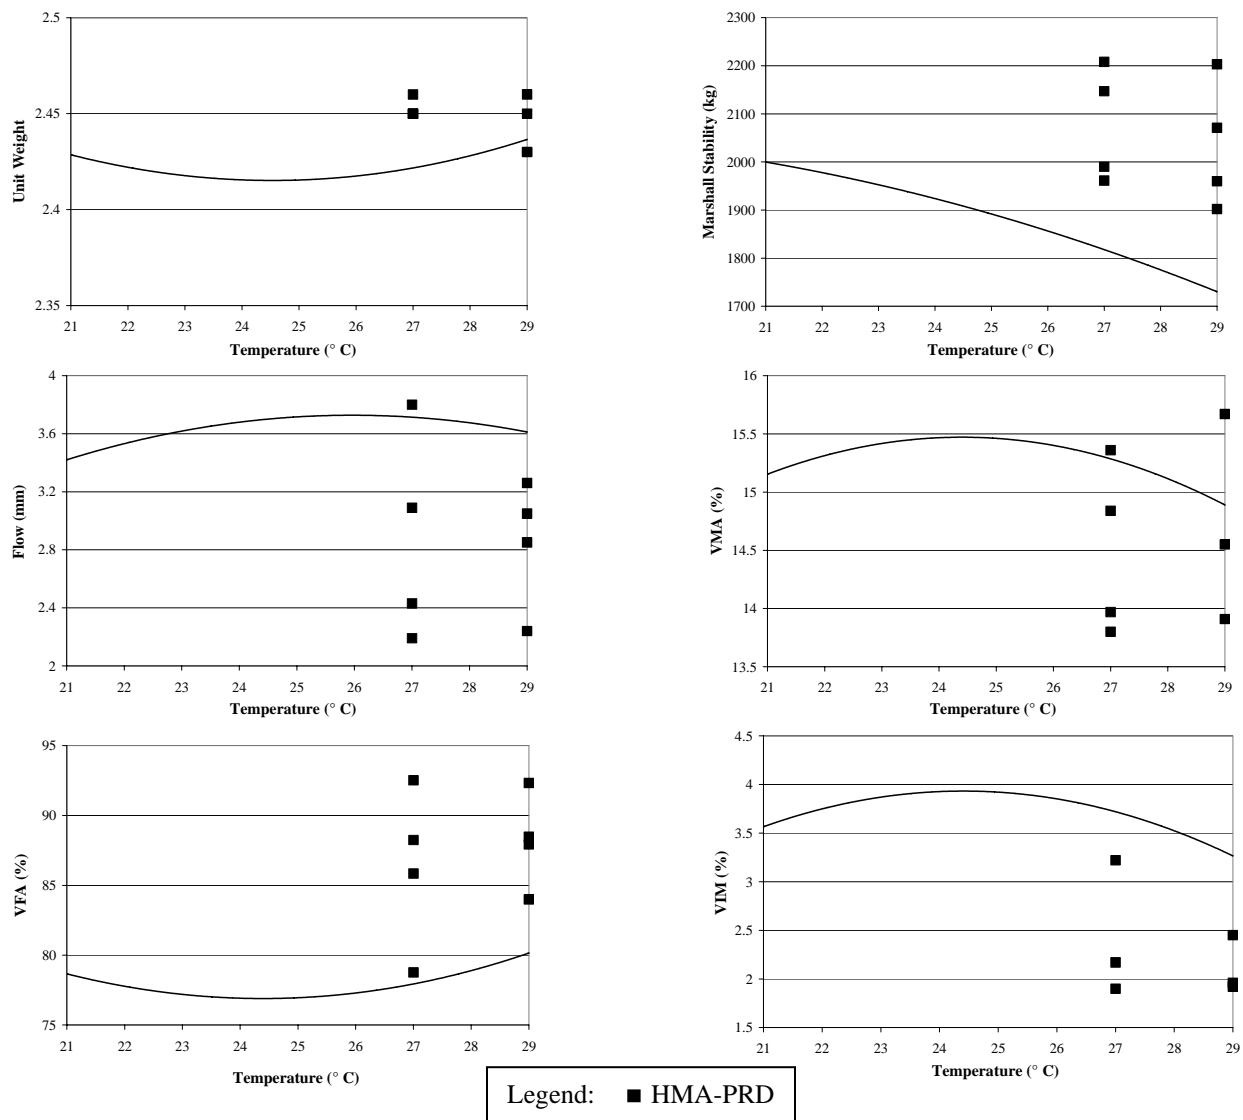 2.5
2.45
2.4
2.35
Unit Weight
21 22 23 24 25 26 27 28 29
Temperature (° C)
2300
2200
2100
2000
1900
1800
1700
Marshall Stability (kg)
21 22 23 24 25 26 27 28 29
Temperature (° C)
4
3.6
3.2
2.8
2.4
2
Flow (mm)
21 22 23 24 25 26 27 28 29
Temperature (° C)
16
15.5
15
14.5
14
13.5
VMA (%)
21 22 23 24 25 26 27 28 29
Temperature (° C)
95
90
85
80
75
VFA (%)
21 22 23 24 25 26 27 28 29
Temperature (° C)
4.5
4
3.5
3
2.5
2
1.5
VIM (%)
21 22 23 24 25 26 27 28 29
Temperature (° C)
Legend: ■ HMA-PRD